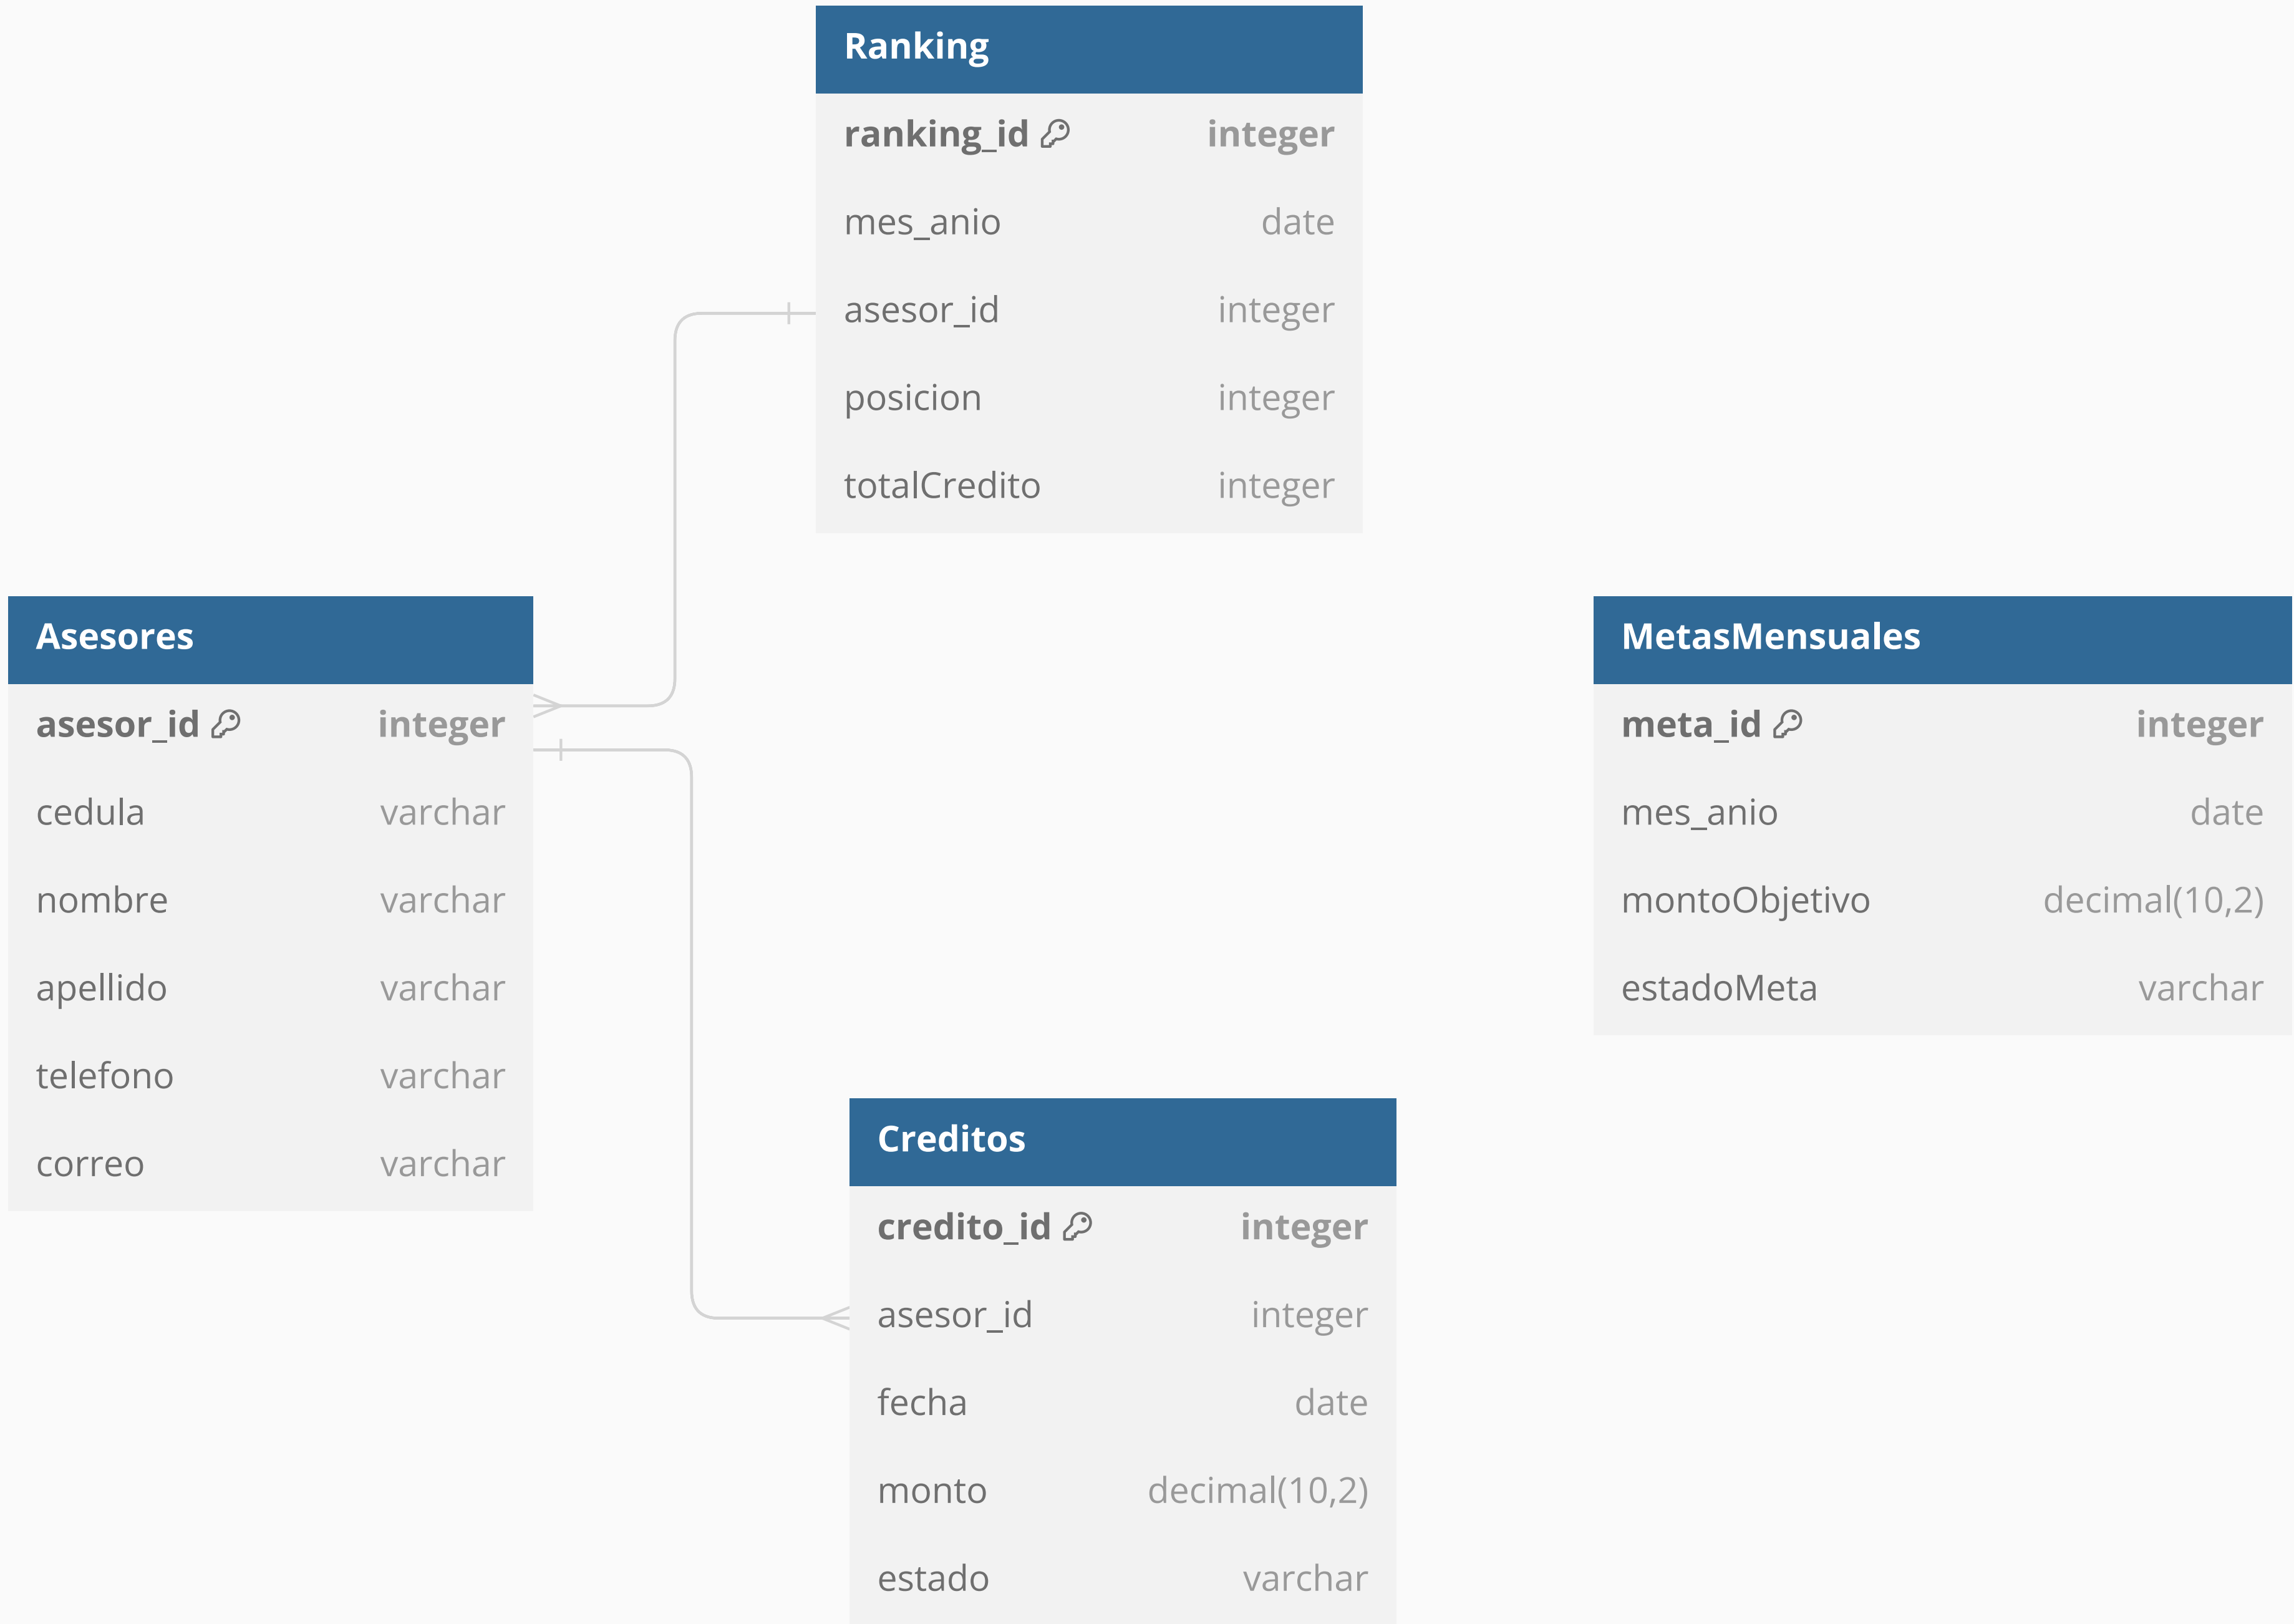 Ranking
ranking_id integer
mes_anio date
asesor_id integer
posicion integer
totalCredito integer
Asesores
asesor_id integer
cedula varchar
nombre varchar
apellido varchar
telefono varchar
correo varchar
MetasMensuales
meta_id integer
mes_anio date
montoObjetivo decimal(10,2)
estadoMeta varchar
Creditos
credito_id integer
asesor_id integer
fecha date
monto decimal(10,2)
estado varchar